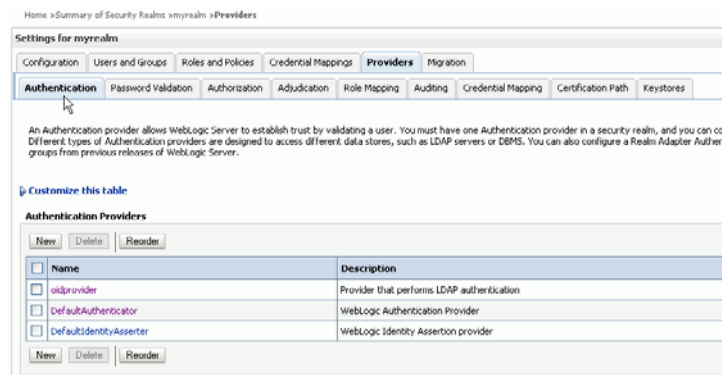 Home >Summary of Security Realms >myrealm >Providers
Settings for myrealm
Configuration Users and Groups Roles and Policies Credential Mappings Providers Migration
Authentication Password Validation Authorization Adjudication Role Mapping Auditing Credential Mapping Certification Path Keystores
An Authentication provider allows WebLogic Server to establish trust by validating a user. You must have one Authentication provider in a security realm, and you can co
Different types of Authentication providers are designed to access different data stores, such as LDAP servers or DBMS. You can also configure a Realm Adapter Authen
groups from previous releases of WebLogic Server.
Customize this table
Authentication Providers
New Delete Reorder
Name Description
oidprovider Provider that performs LDAP authentication
DefaultAuthenticator WebLogic Authentication Provider
DefaultIdentityAsserter WebLogic Identity Assertion provider
New Delete Reorder